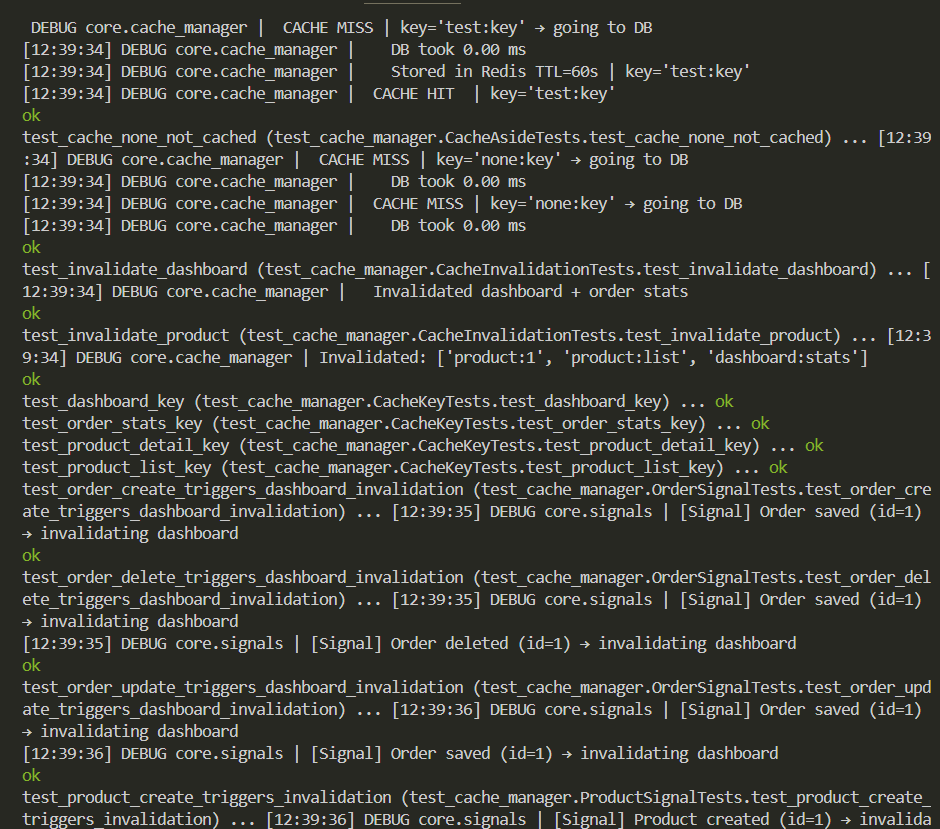 DEBUG core.cache_manager |  CACHE MISS | key='test:key' → going to DB
[12:39:34] DEBUG core.cache_manager |    DB took 0.00 ms
[12:39:34] DEBUG core.cache_manager |    Stored in Redis TTL=60s | key='test:key'
[12:39:34] DEBUG core.cache_manager |  CACHE HIT  | key='test:key'
ok
test_cache_none_not_cached (test_cache_manager.CacheAsideTests.test_cache_none_not_cached) ... [12:39
:34] DEBUG core.cache_manager |  CACHE MISS | key='none:key' → going to DB
[12:39:34] DEBUG core.cache_manager |    DB took 0.00 ms
[12:39:34] DEBUG core.cache_manager |  CACHE MISS | key='none:key' → going to DB
[12:39:34] DEBUG core.cache_manager |    DB took 0.00 ms
ok
test_invalidate_dashboard (test_cache_manager.CacheInvalidationTests.test_invalidate_dashboard) ... [
12:39:34] DEBUG core.cache_manager |   Invalidated dashboard + order stats
ok
test_invalidate_product (test_cache_manager.CacheInvalidationTests.test_invalidate_product) ... [12:3
9:34] DEBUG core.cache_manager | Invalidated: ['product:1', 'product:list', 'dashboard:stats']
ok
test_dashboard_key (test_cache_manager.CacheKeyTests.test_dashboard_key) ... ok
test_order_stats_key (test_cache_manager.CacheKeyTests.test_order_stats_key) ... ok
test_product_detail_key (test_cache_manager.CacheKeyTests.test_product_detail_key) ... ok
test_product_list_key (test_cache_manager.CacheKeyTests.test_product_list_key) ... ok
test_order_create_triggers_dashboard_invalidation (test_cache_manager.OrderSignalTests.test_order_cre
ate_triggers_dashboard_invalidation) ... [12:39:35] DEBUG core.signals | [Signal] Order saved (id=1)
→ invalidating dashboard
ok
test_order_delete_triggers_dashboard_invalidation (test_cache_manager.OrderSignalTests.test_order_del
ete_triggers_dashboard_invalidation) ... [12:39:35] DEBUG core.signals | [Signal] Order saved (id=1)
→ invalidating dashboard
[12:39:35] DEBUG core.signals | [Signal] Order deleted (id=1) → invalidating dashboard
ok
test_order_update_triggers_dashboard_invalidation (test_cache_manager.OrderSignalTests.test_order_upd
ate_triggers_dashboard_invalidation) ... [12:39:36] DEBUG core.signals | [Signal] Order saved (id=1)
→ invalidating dashboard
[12:39:36] DEBUG core.signals | [Signal] Order saved (id=1) → invalidating dashboard
ok
test_product_create_triggers_invalidation (test_cache_manager.ProductSignalTests.test_product_create_
triggers_invalidation) ... [12:39:36] DEBUG core.signals | [Signal] Product created (id=1) → invalida